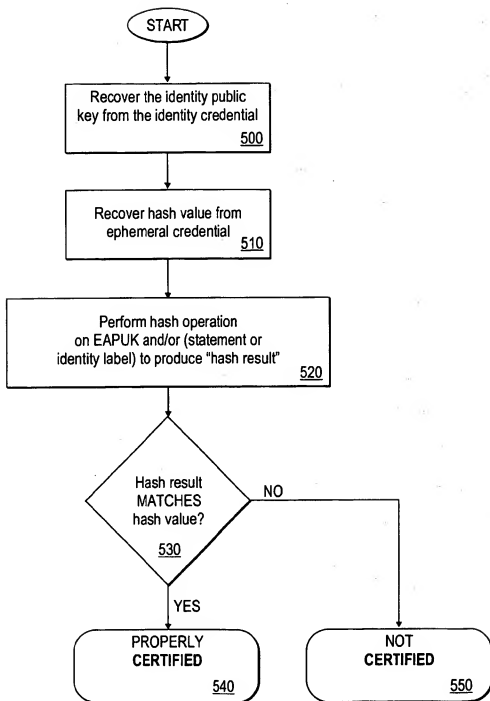 START
Recover the identity public
key from the identity credential
500
Recover hash value from
ephemeral credential
510
Perform hash operation
on EAPUK and/or (statement or
identity label) to produce "hash result"
520
Hash result
MATCHES
hash value?
530
NO
YES
PROPERLY
CERTIFIED
540
NOT
CERTIFIED
550